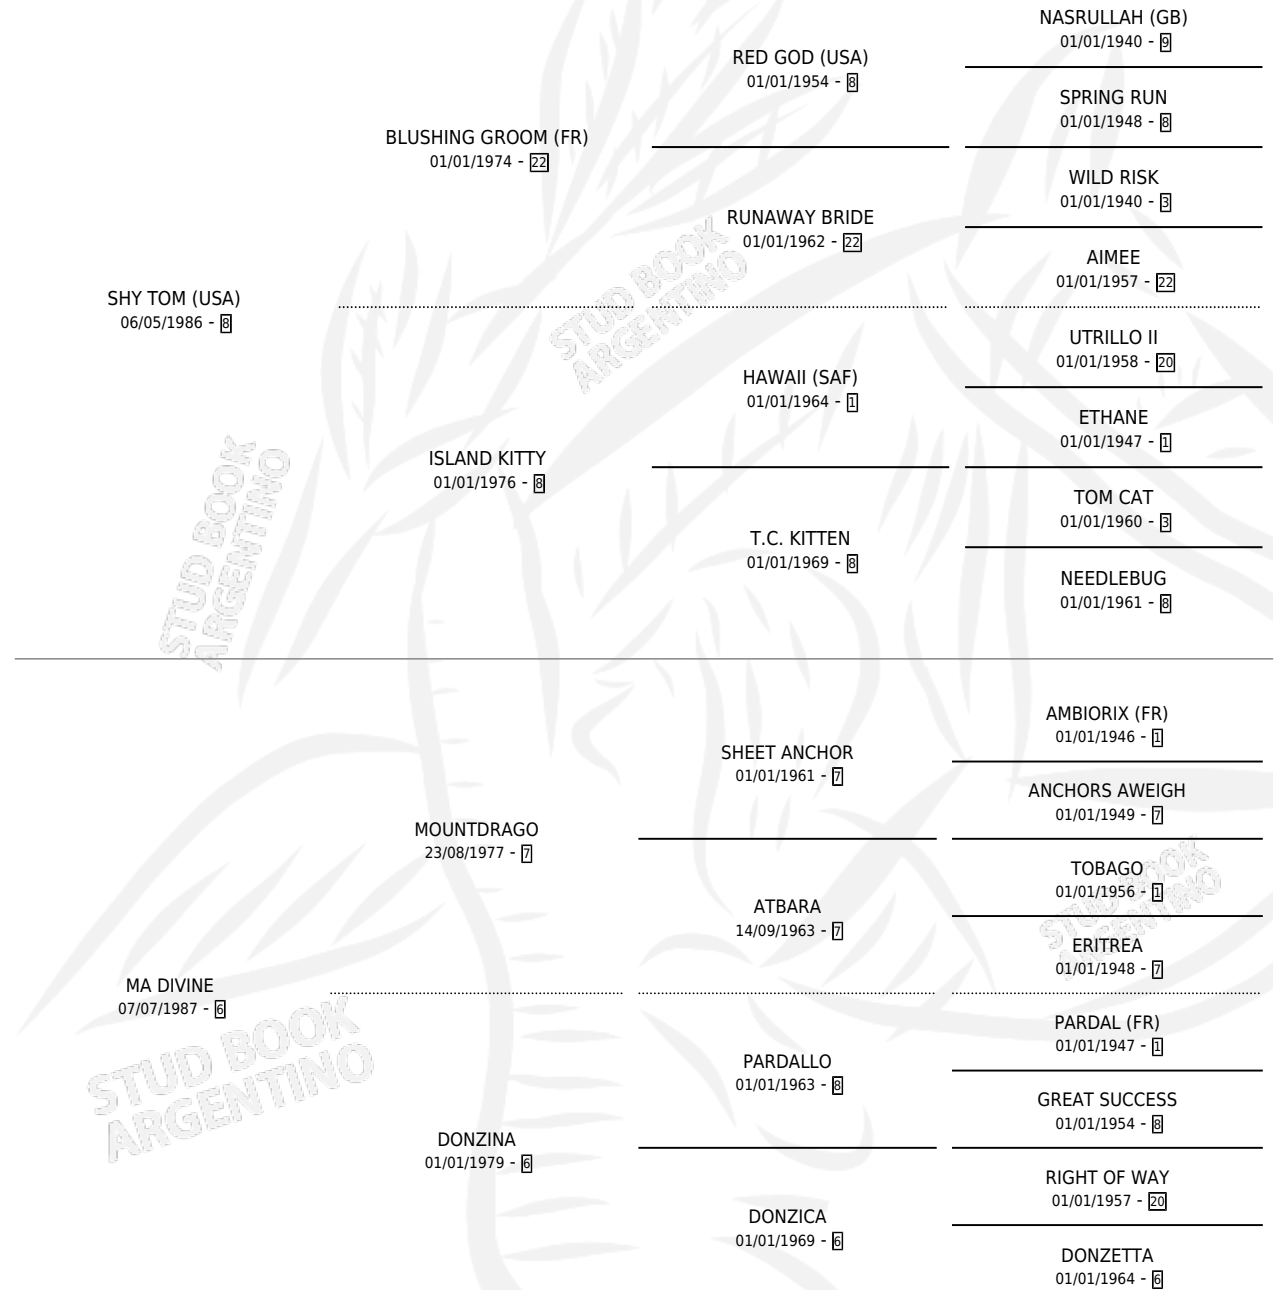 NASRULLAH (GB)
01/01/1940 - 9
RED GOD (USA)
01/01/1954 - 8
SPRING RUN
01/01/1948 - 8
BLUSHING GROOM (FR)
01/01/1974 - 22
WILD RISK
01/01/1940 - 3
RUNAWAY BRIDE
01/01/1962 - 22
AIMEE
01/01/1957 - 22
SHY TOM (USA)
06/05/1986 - 8
STUD BOOK
ARGENTINO
UTRILLO II
01/01/1958 - 20
HAWAII (SAF)
01/01/1964 - 1
ETHANE
01/01/1947 - 1
ISLAND KITTY
01/01/1976 - 8
TOM CAT
01/01/1960 - 3
T.C. KITTEN
01/01/1969 - 8
NEEDLEBUG
01/01/1961 - 8
STUD BOOK
ARGENTINO
AMBIORIX (FR)
01/01/1946 - 1
SHEET ANCHOR
01/01/1961 - 7
ANCHORS AWEIGH
01/01/1949 - 7
MOUNTDRAGO
23/08/1977 - 7
TOBAGO
01/01/1956 - 1
ATBARA
14/09/1963 - 7
ERITREA
01/01/1948 - 7
STUD BOOK
ARGENTINO
MA DIVINE
07/07/1987 - 6
PARDAL (FR)
01/01/1947 - 1
PARDALLO
01/01/1963 - 8
GREAT SUCCESS
01/01/1954 - 8
STUD BOOK
ARGENTINO
DONZINA
01/01/1979 - 6
RIGHT OF WAY
01/01/1957 - 20
DONZICA
01/01/1969 - 6
DONZETTA
01/01/1964 - 6